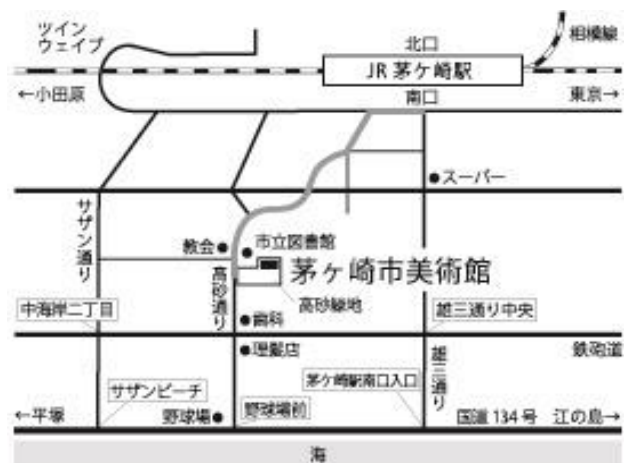 ツイン
ウェイブ
北口
相模線
JR 茅ケ崎駅
←小田原
南口
東京→
スーパー
サザン通り
教会
市立図書館
茅ヶ崎市美術館
高砂通り
高砂緑地
中海岸二丁目
歯科
雄三通り中央
理髪店
鉄砲道
雄三通り
サザンビーチ
茅ケ崎駅南口入口
←平塚
野球場
野球場前
国道 134 号
江の島→
海